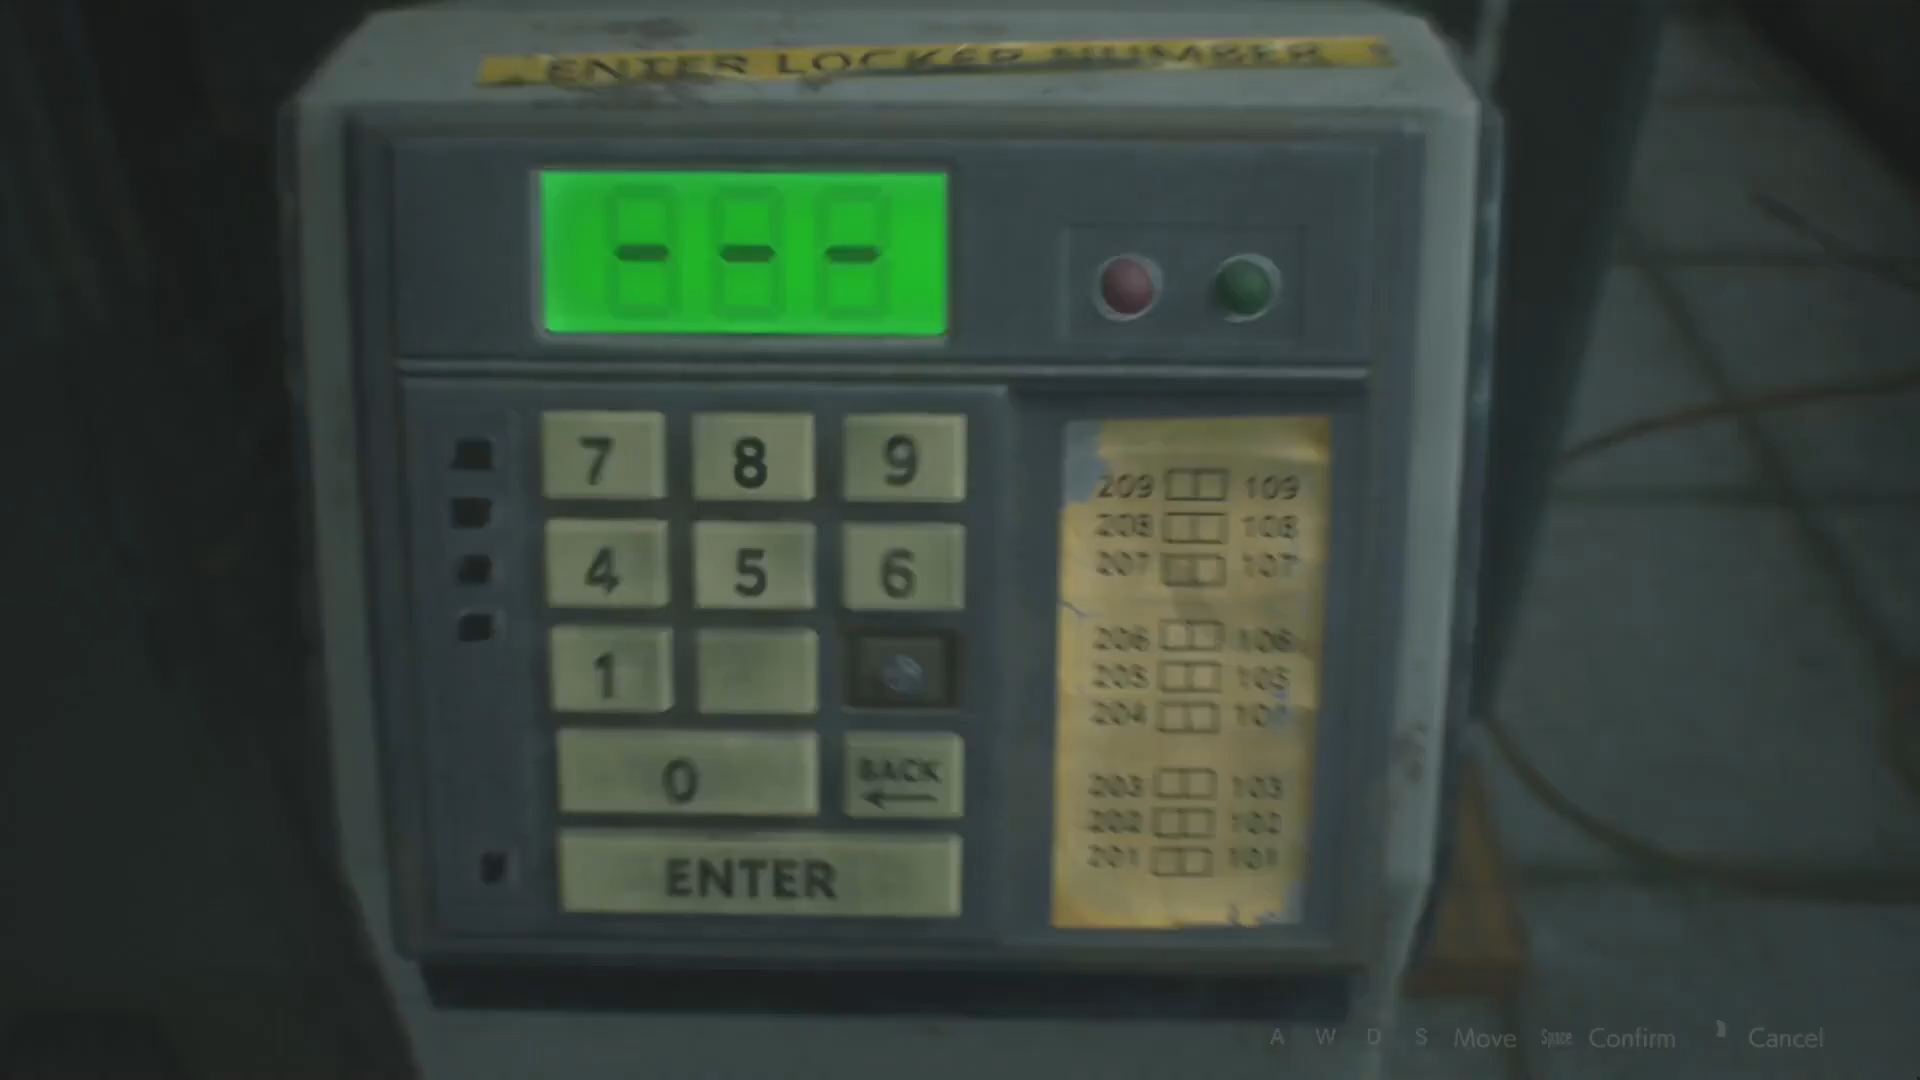 ENTER LOCKER NUMBER
7 8 9
4 5 6
1
0 BACK
ENTER
209 109
208 108
207 107
206 106
205 105
204
203 103
202 102
201 101
A W D S Move Space Confirm Cancel